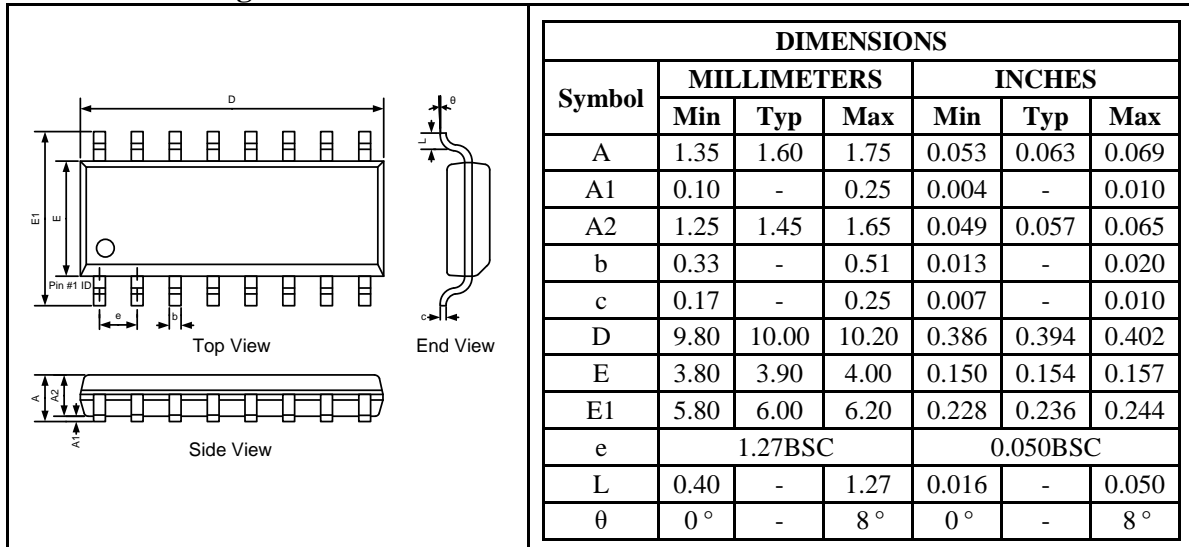 D
θ
L
E1
E
Pin #1 ID
e
b
c
Top View
End View
A
A2
A1
Side View
DIMENSIONS
Symbol MILLIMETERS INCHES
Min Typ Max Min Typ Max
A 1.35 1.60 1.75 0.053 0.063 0.069
A1 0.10 - 0.25 0.004 - 0.010
A2 1.25 1.45 1.65 0.049 0.057 0.065
b 0.33 - 0.51 0.013 - 0.020
c 0.17 - 0.25 0.007 - 0.010
D 9.80 10.00 10.20 0.386 0.394 0.402
E 3.80 3.90 4.00 0.150 0.154 0.157
E1 5.80 6.00 6.20 0.228 0.236 0.244
e 1.27BSC 0.050BSC
L 0.40 - 1.27 0.016 - 0.050
θ 0 ° - 8 ° 0 ° - 8 °